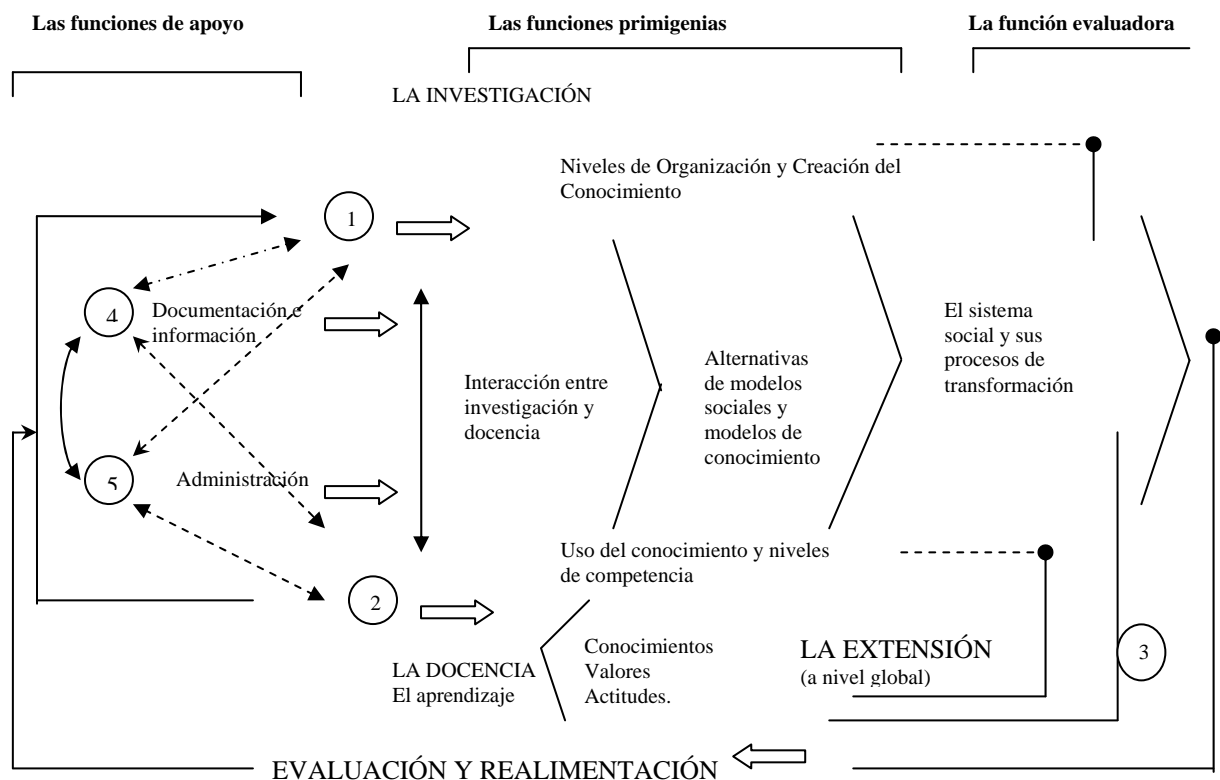 Las funciones de apoyo
Las funciones primigenias
La función evaluadora
LA INVESTIGACIÓN
Niveles de Organización y Creación del
Conocimiento
1
4
Documentación e
información
El sistema
social y sus
procesos de
transformación
Interacción entre
investigación y
docencia
Alternativas
de modelos
sociales y
modelos de
conocimiento
5
Administración
Uso del conocimiento y niveles
de competencia
2
LA DOCENCIA
El aprendizaje
Conocimientos
Valores
Actitudes.
LA EXTENSIÓN
(a nivel global)
3
EVALUACIÓN Y REALIMENTACIÓN